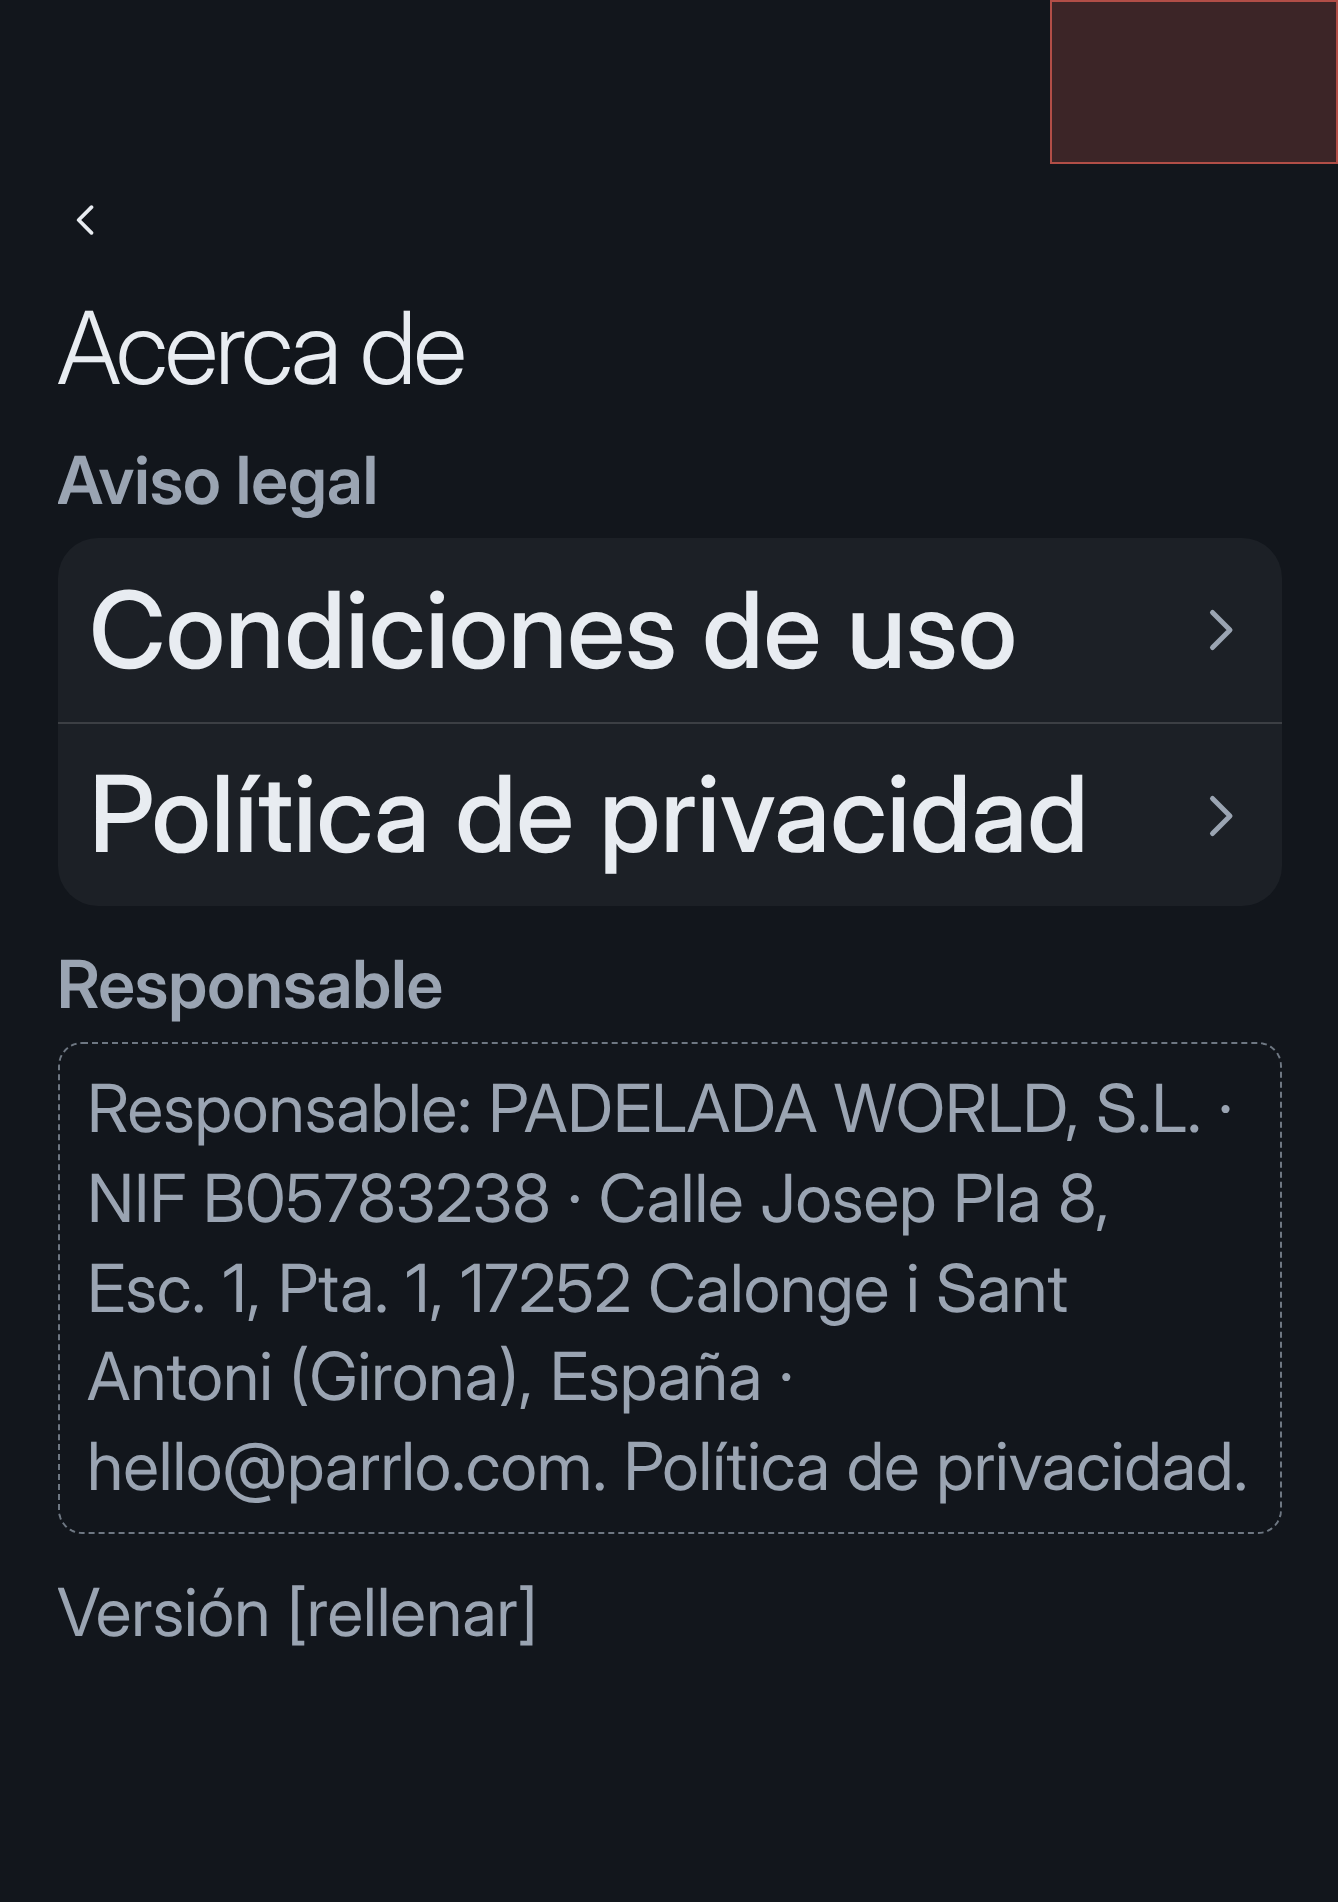 Acerca de
Aviso legal
Condiciones de uso
Política de privacidad
Responsable
Responsable: PADELADA WORLD, S.L. ·
NIF B05783238 · Calle Josep Pla 8,
Esc. 1, Pta. 1, 17252 Calonge i Sant
Antoni (Girona), España ·
hello@parrlo.com. Política de privacidad.
Versión [rellenar]